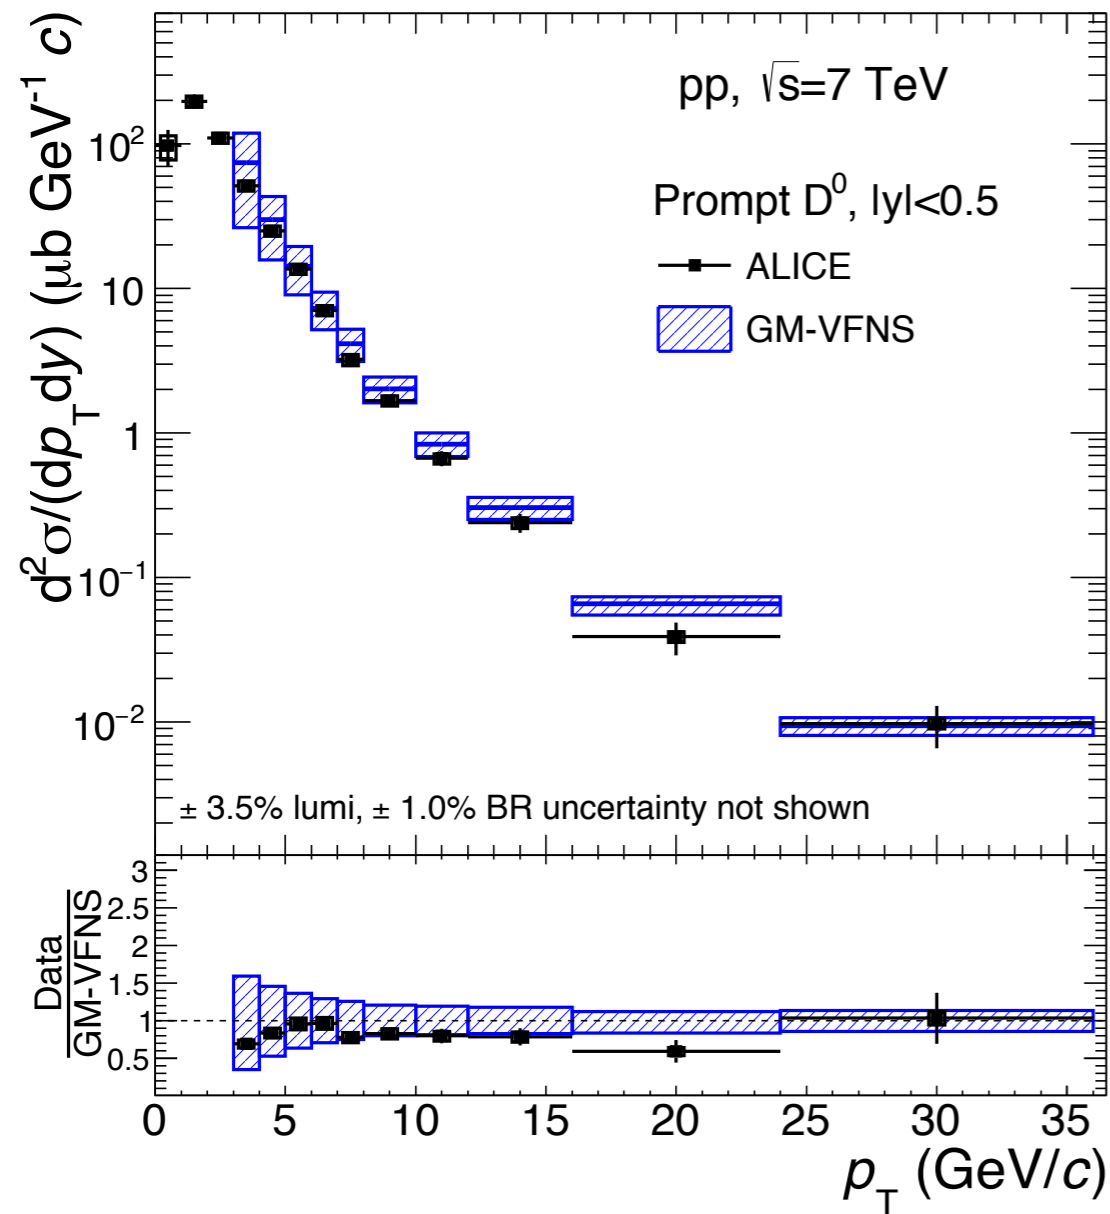 pp, √s=7 TeV
Prompt D⁰, |y|<0.5
ALICE
GM-VFNS
d²σ/(dp_T dy) (μb GeV⁻¹ c)
10²
10
1
10⁻¹
10⁻²
± 3.5% lumi, ± 1.0% BR uncertainty not shown
Data
GM-VFNS
3
2.5
2
1.5
1
0.5
0 5 10 15 20 25 30 35
p_T (GeV/c)